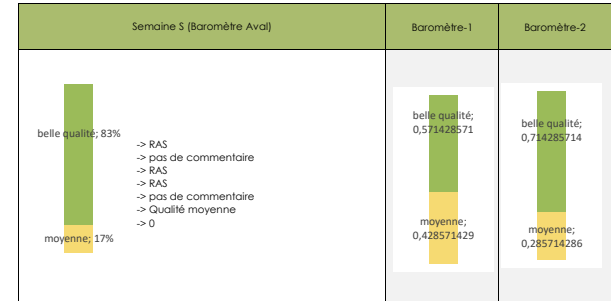 Semaine S (Baromètre Aval)
Baromètre-1
Baromètre-2
belle qualité; 83%
moyenne; 17%
-> RAS
-> pas de commentaire
-> RAS
-> RAS
-> pas de commentaire
-> Qualité moyenne
-> 0
belle qualité;
0,571428571
moyenne;
0,428571429
belle qualité;
0,714285714
moyenne;
0,285714286